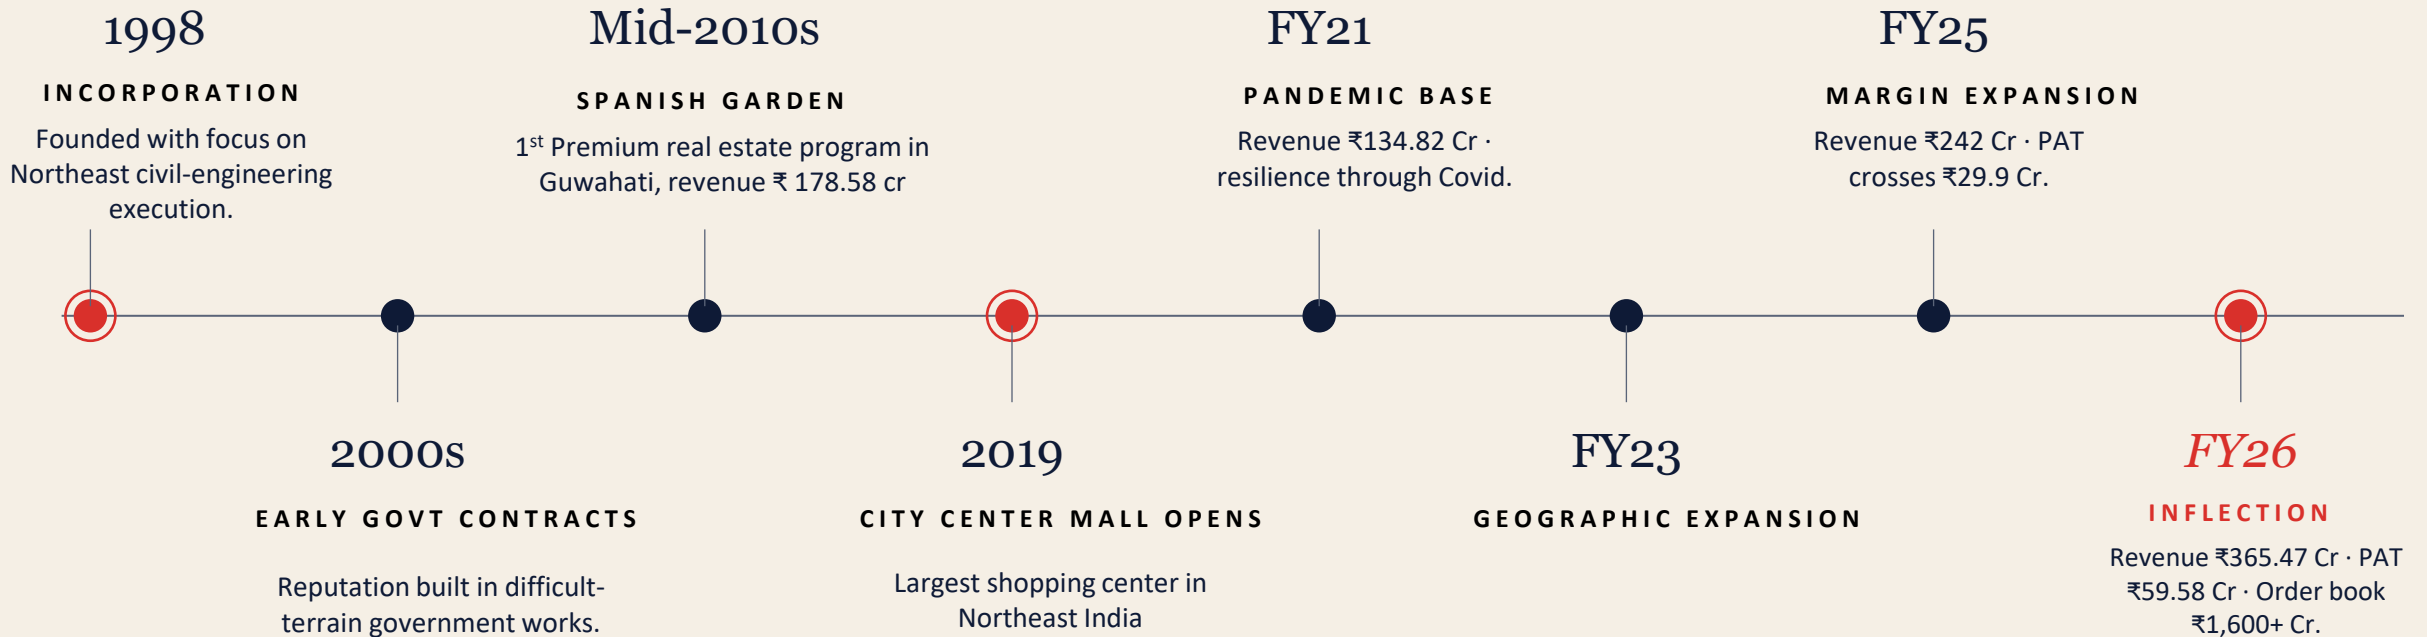 1998
INCORPORATION
Founded with focus on
Northeast civil-engineering
execution.
2000s
EARLY GOVT CONTRACTS
Reputation built in difficult-
terrain government works.
Mid-2010s
SPANISH GARDEN
1st Premium real estate program in
Guwahati, revenue ₹ 178.58 cr
2019
CITY CENTER MALL OPENS
Largest shopping center in
Northeast India
FY21
PANDEMIC BASE
Revenue ₹134.82 Cr ·
resilience through Covid.
FY23
GEOGRAPHIC EXPANSION
FY25
MARGIN EXPANSION
Revenue ₹242 Cr · PAT
crosses ₹29.9 Cr.
FY26
INFLECTION
Revenue ₹365.47 Cr · PAT
₹59.58 Cr · Order book
₹1,600+ Cr.